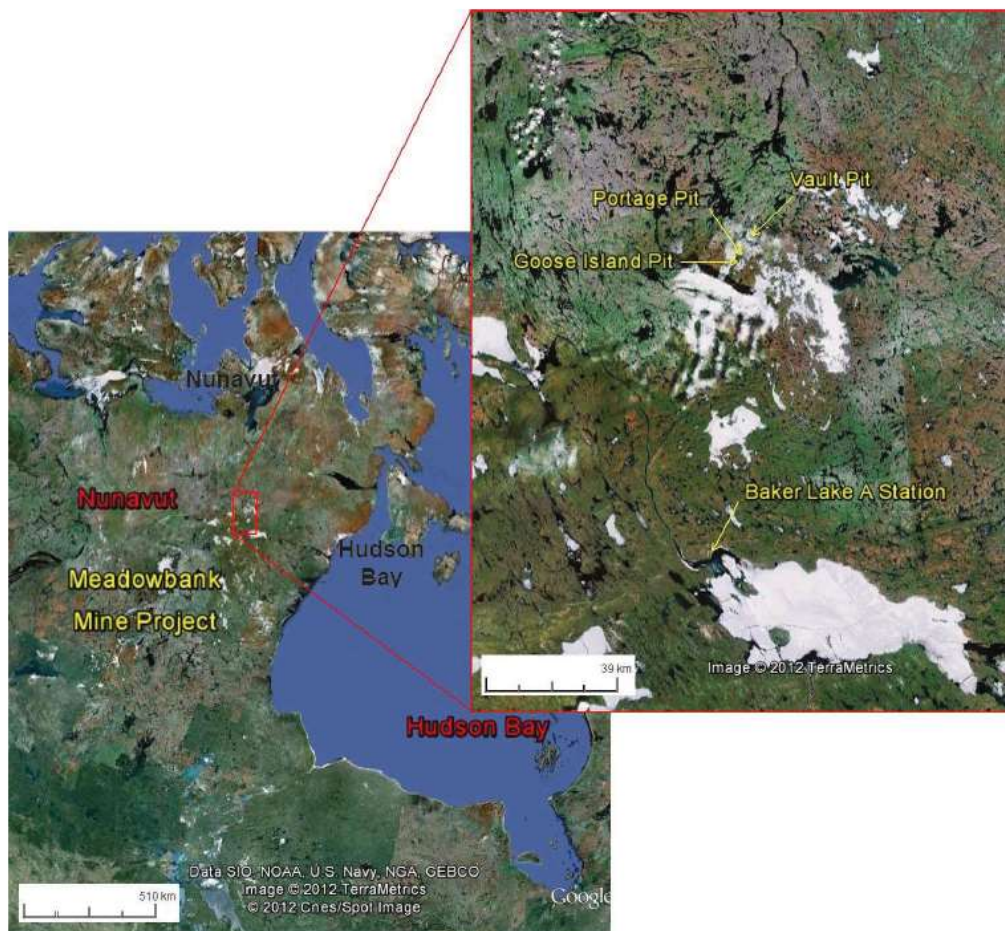 Vault Pit
Portage Pit
Goose Island Pit
Baker Lake A Station
39 km
Image © 2012 TerraMetrics
Nunavut
Nunavut
Hudson
Bay
Meadowbank
Mine Project
Hudson Bay
Data SIO, NOAA, U.S. Navy, NGA, GEBCO
Image © 2012 TerraMetrics
© 2012 Cnes/Spot Image
Google
510 km